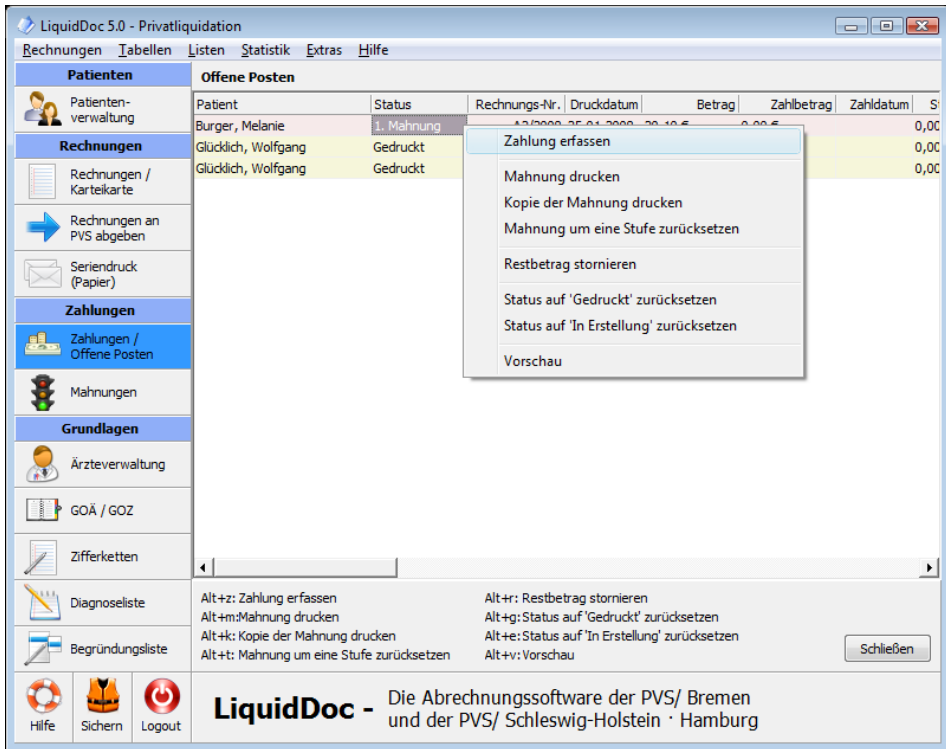 LiquidDoc 5.0 - Privatliquidation
Rechnungen Tabellen Listen Statistik Extras Hilfe
Patienten
Patienten-
verwaltung
Rechnungen
Rechnungen /
Karteikarte
Rechnungen an
PVS abgeben
Seriendruck
(Papier)
Zahlungen
Zahlungen /
Offene Posten
Mahnungen
Grundlagen
Ärzteverwaltung
GOÄ / GOZ
Zifferketten
Diagnoseliste
Begründungsliste
Hilfe Sichern Logout
Offene Posten
Patient Status Rechnungs-Nr. Druckdatum Betrag Zahlbetrag Zahldatum S
Burger, Melanie 1. Mahnung 0,00
Glücklich, Wolfgang Gedruckt 0,00
Glücklich, Wolfgang Gedruckt 0,00
Zahlung erfassen
Mahnung drucken
Kopie der Mahnung drucken
Mahnung um eine Stufe zurücksetzen
Restbetrag stornieren
Status auf 'Gedruckt' zurücksetzen
Status auf 'In Erstellung' zurücksetzen
Vorschau
Alt+z: Zahlung erfassen Alt+r: Restbetrag stornieren
Alt+m:Mahnung drucken Alt+g:Status auf 'Gedruckt' zurücksetzen
Alt+k: Kopie der Mahnung drucken Alt+e:Status auf 'In Erstellung' zurücksetzen
Alt+t: Mahnung um eine Stufe zurücksetzen Alt+v:Vorschau
Schließen
LiquidDoc - Die Abrechnungssoftware der PVS/ Bremen
und der PVS/ Schleswig-Holstein · Hamburg